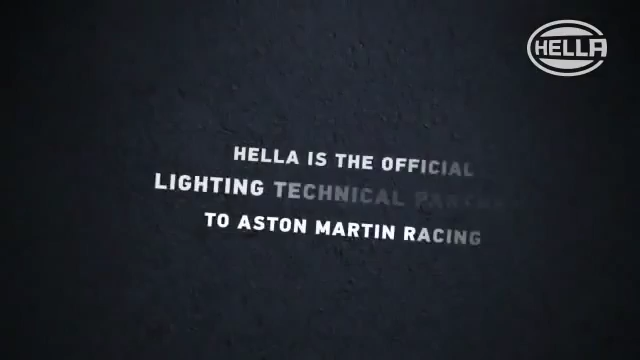 HELLA
HELLA IS THE OFFICIAL
LIGHTING TECHNICAL
TO ASTON MARTIN RACING